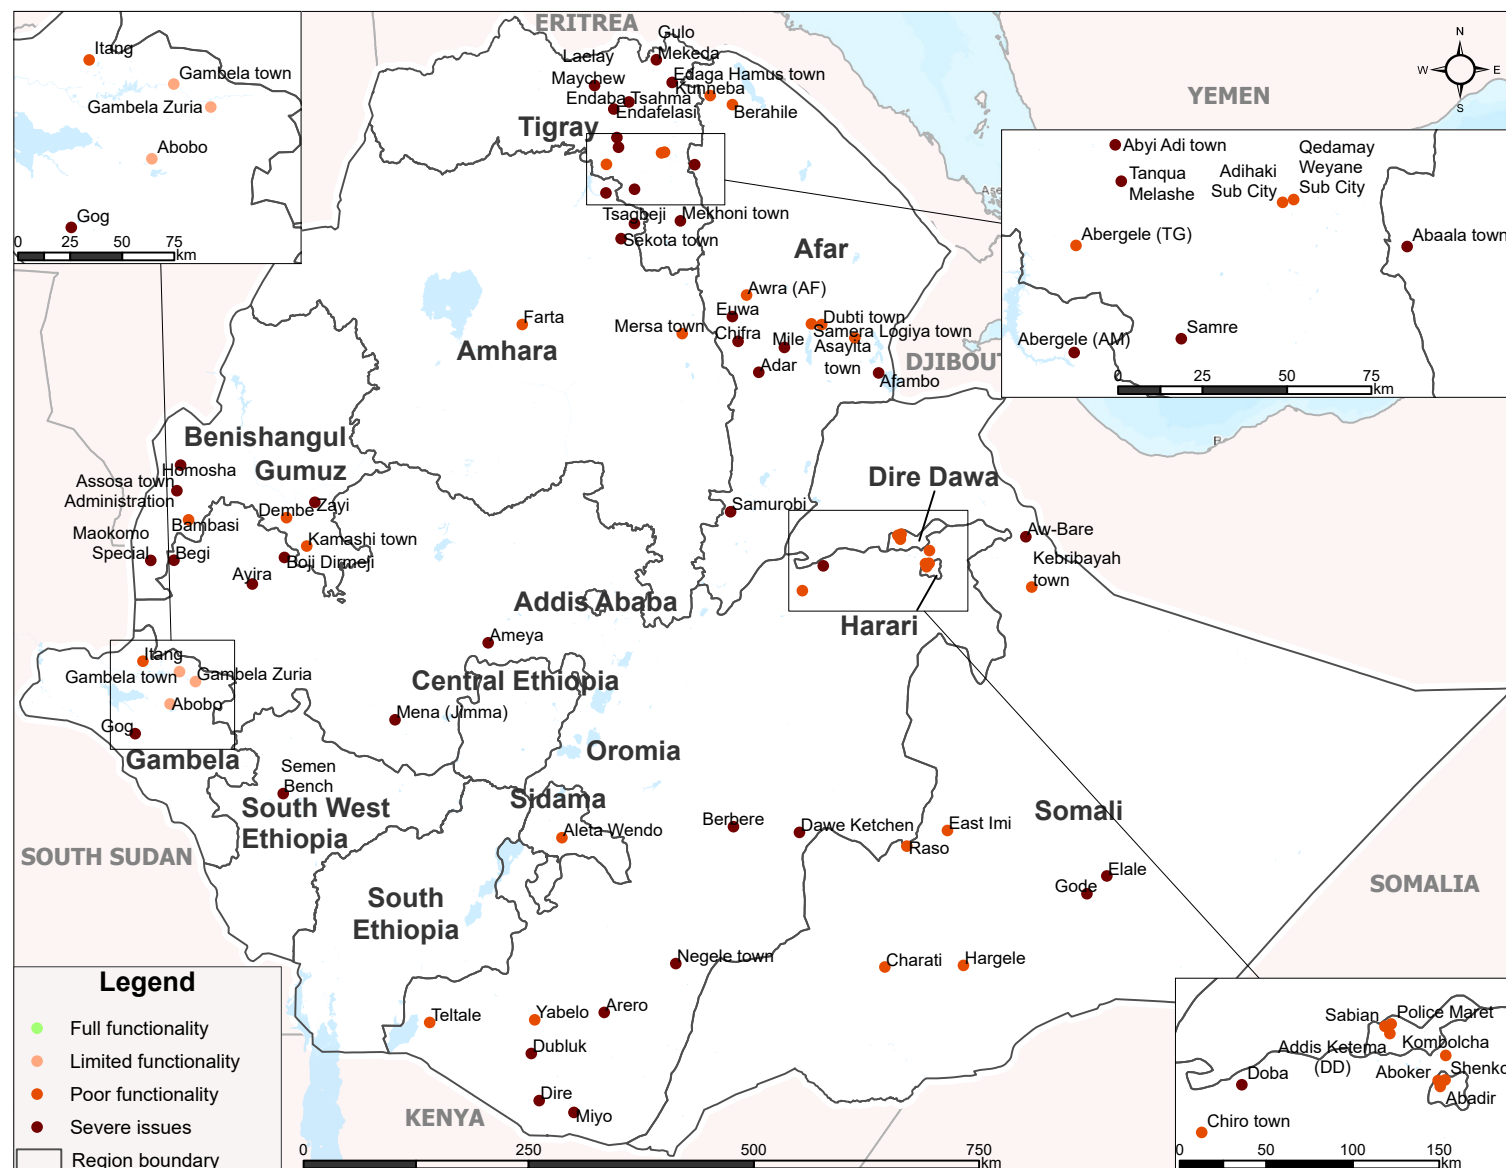 ERITREA
YEMEN
DJIBOUT
SOUTH SUDAN
SOMALIA
KENYA
N
W
E
S
Itang
Gambela town
Gambela Zuria
Abobo
Gog
0 25 50 75
km
Gulo
Mekeda
Laelay
Maychew
Edaga Hamus town
Kunneba
Endaba Tsahma
Endafelasi
Berahile
Tigray
Tsagbeji
Mekhoni town
Sekota town
Afar
Abyi Adi town
Tanqua
Melashe
Adihaki
Sub City
Qedamay
Weyane
Sub City
Abergele (TG)
Abaala town
Abergele (AM)
Samre
0 25 50 75
km
Awra (AF)
Euwa
Chifra
Mile
Dubti town
Samera Logiya town
Asayita
town
Adar
Afambo
Farta
Mersa town
Amhara
Benishangul
Gumuz
Homosha
Assosa town
Administration
Bambasi
Dembe
Zayi
Maokomo
Special
Begi
Kamashi town
Boji Dirmeji
Ayira
Samurobi
Dire Dawa
Harari
Aw-Bare
Kebribayah
town
Addis Ababa
Ameya
Central Ethiopia
Mena (Jimma)
Itang
Gambela town
Gambela Zuria
Abobo
Gog
Gambela
Semen
Bench
South West
Ethiopia
Oromia
Sidama
Aleta Wendo
Berbere
Dawe Ketchen
East Imi
Raso
Somali
Elale
Gode
South
Ethiopia
Negele town
Charati
Hargele
Teltale
Yabelo
Arero
Dubluk
Dire
Miyo
Legend
Full functionality
Limited functionality
Poor functionality
Severe issues
Region boundary
0 250 500 750
km
Sabian
Police Maret
Addis Ketema
(DD)
Kombolcha
Doba
Aboker
Shenko
Abadir
Chiro town
0 50 100 150
km